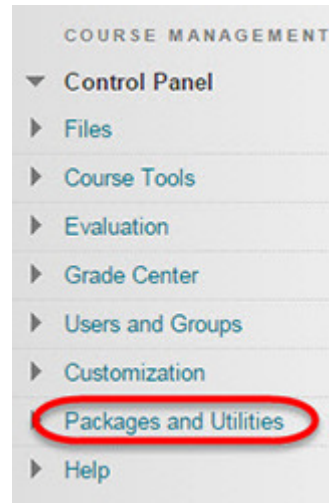 COURSE MANAGEMENT
Control Panel
Files
Course Tools
Evaluation
Grade Center
Users and Groups
Customization
Packages and Utilities
Help